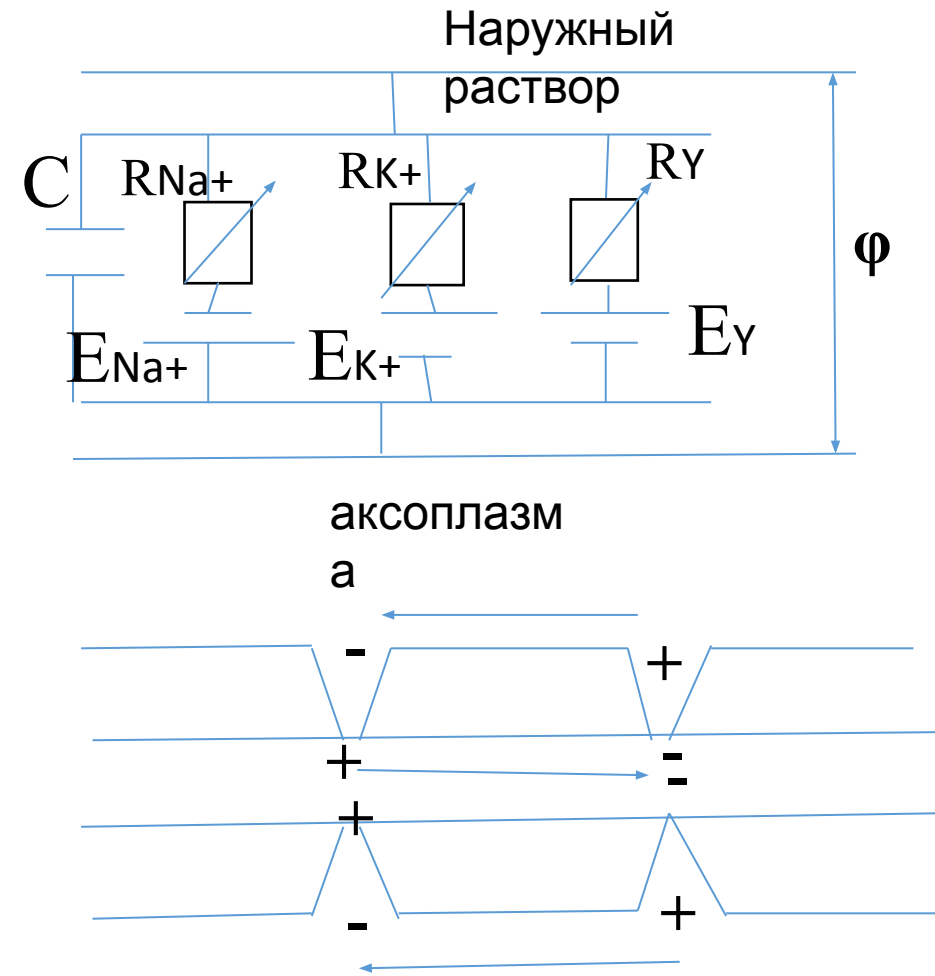 Наружный
раствор
C
RNa+
RK+
RY
φ
ENa+
EK+
EY
аксоплазм
а
- +
+ -
-
+
- +